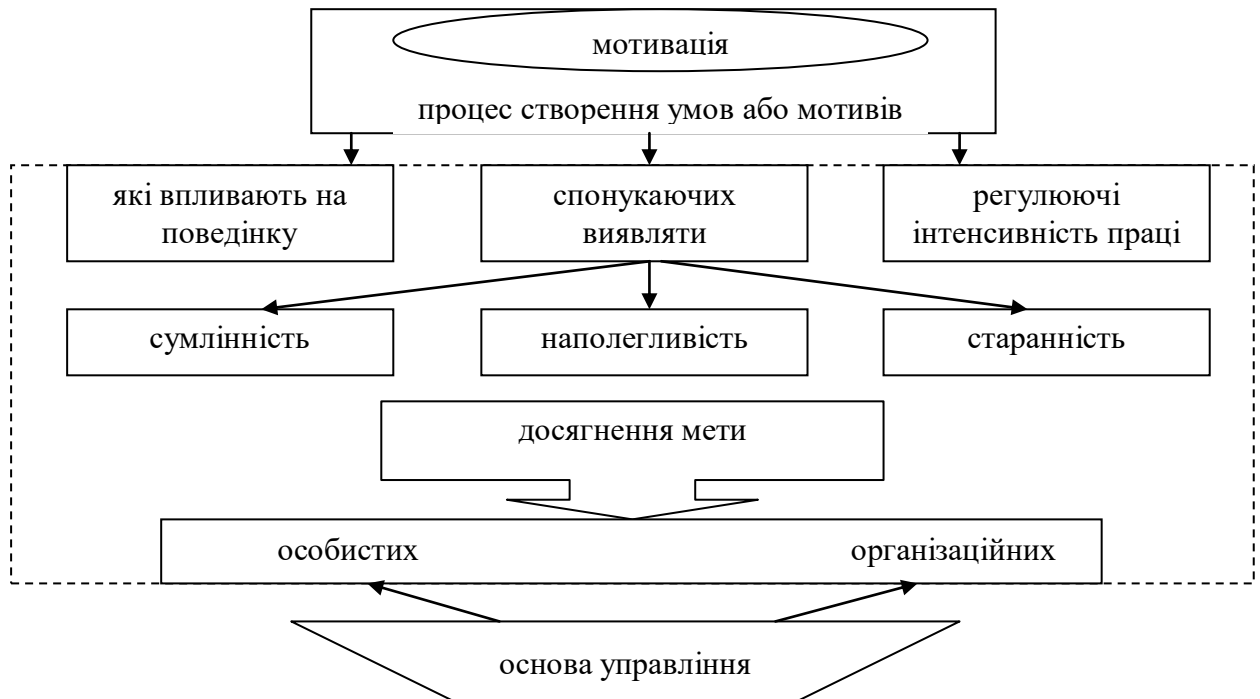 мотивація
процес створення умов або мотивів
які впливають на
поведінку
спонукаючих
виявляти
регулюючі
інтенсивність праці
сумлінність
наполегливість
старанність
досягнення мети
особистих
організаційних
основа управління